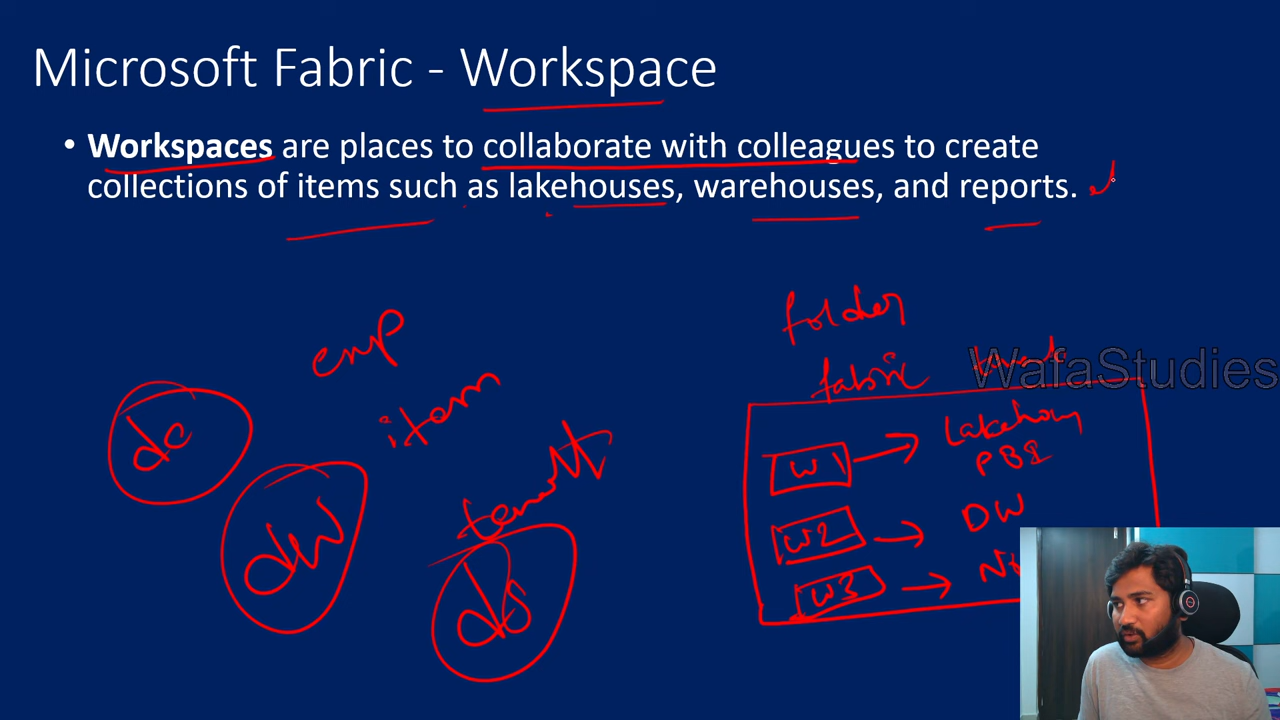 Microsoft Fabric - Workspace
• Workspaces are places to collaborate with colleagues to create
collections of items such as lakehouses, warehouses, and reports.
folder
emp
WafaStudies
fabric
item
de
Lakehouse
W1
PBI
tenant
DW
dw
W2
W3
ds